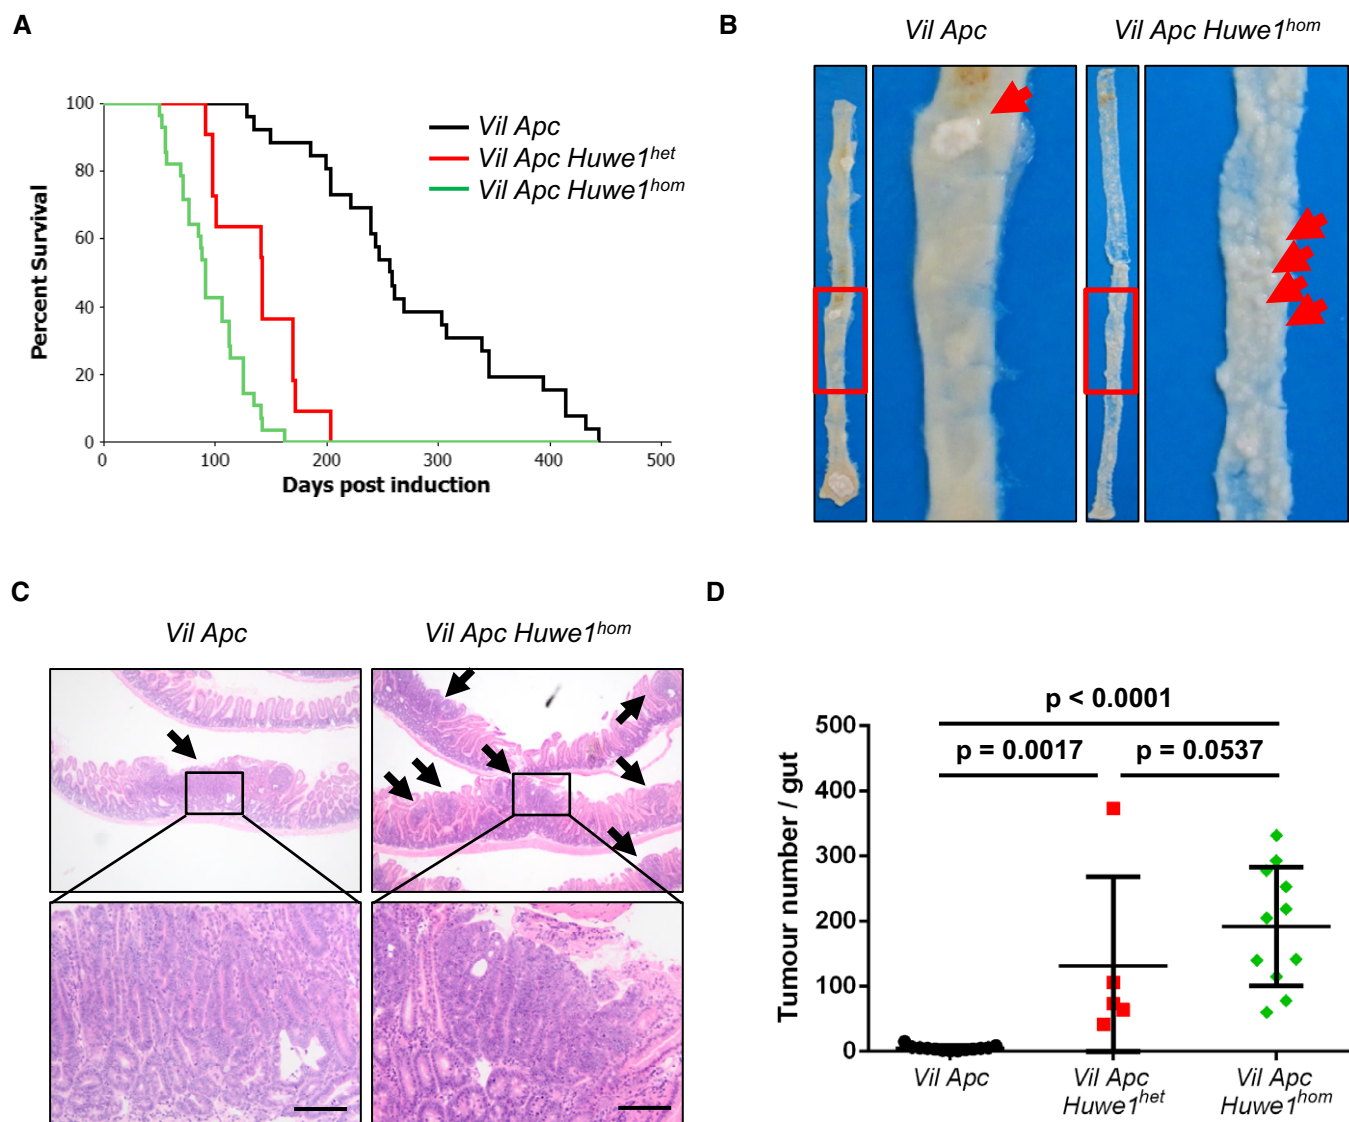 A
100
80
60
40
20
0
Percent Survival
0 100 200 300 400 500
Days post induction
Vil Apc
Vil Apc Huwe1het
Vil Apc Huwe1hom
B
Vil Apc Vil Apc Huwe1hom
C
Vil Apc Vil Apc Huwe1hom
D
p < 0.0001
p = 0.0017 p = 0.0537
500
400
300
200
100
0
Tumour number / gut
Vil Apc
Vil Apc
Huwe1het
Vil Apc
Huwe1hom